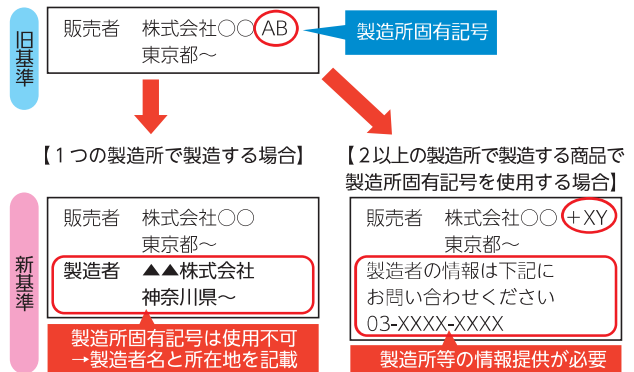 旧基準
販売者 株式会社○○ AB
東京都～
製造所固有記号
【1つの製造所で製造する場合】
【2以上の製造所で製造する商品で
製造所固有記号を使用する場合】
新基準
販売者 株式会社○○
東京都～
製造者 ▲▲株式会社
神奈川県～
製造所固有記号は使用不可
→製造者名と所在地を記載
販売者 株式会社○○ +XY
東京都～
製造者の情報は下記に
お問い合わせください
03-XXXX-XXXX
製造所等の情報提供が必要